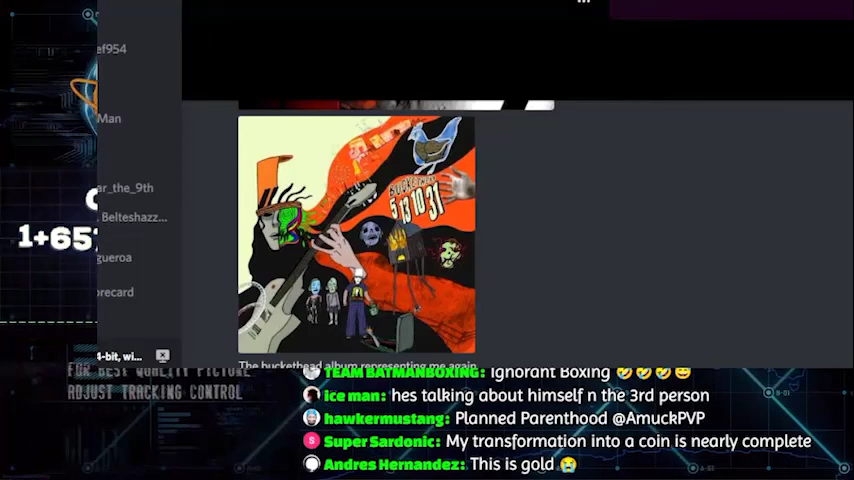 ef954
Man
ar_the_9th
Belteshazz...
1+657
gueroa
orecard
4-bit, wi...
BUCKETHEAD
5 13 10 31
The buckethead album representing me again
FOR BEST QUALITY PICTURE
ADJUST TRACKING CONTROL
TEAM BATMANBOXING: Ignorant Boxing 🤣🤣🤣😅
ice man: hes talking about himself n the 3rd person
hawkermustang: Planned Parenthood @AmuckPVP
S Super Sardonic: My transformation into a coin is nearly complete
Andres Hernandez: This is gold 😭